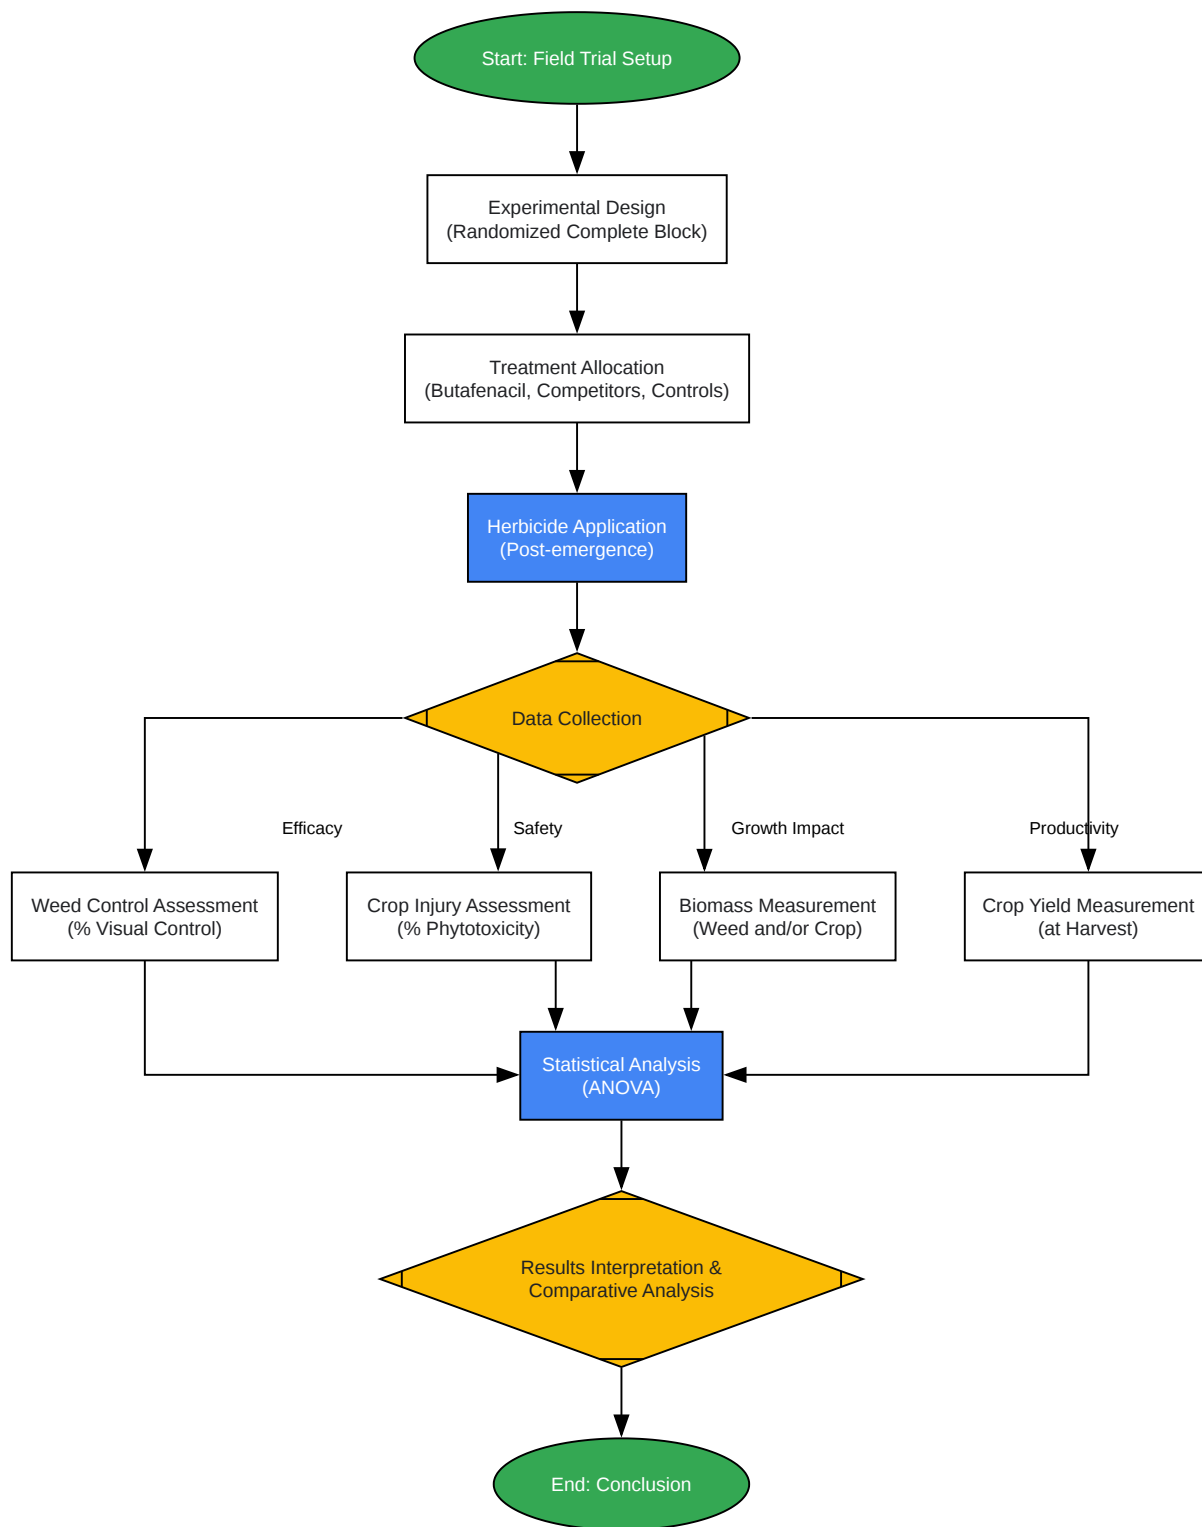 Start: Field Trial Setup
Experimental Design
(Randomized Complete Block)
Treatment Allocation
(Butafenacil, Competitors, Controls)
Herbicide Application
(Post-emergence)
Data Collection
Efficacy
Safety
Growth Impact
Productivity
Weed Control Assessment
(% Visual Control)
Crop Injury Assessment
(% Phytotoxicity)
Biomass Measurement
(Weed and/or Crop)
Crop Yield Measurement
(at Harvest)
Statistical Analysis
(ANOVA)
Results Interpretation &
Comparative Analysis
End: Conclusion